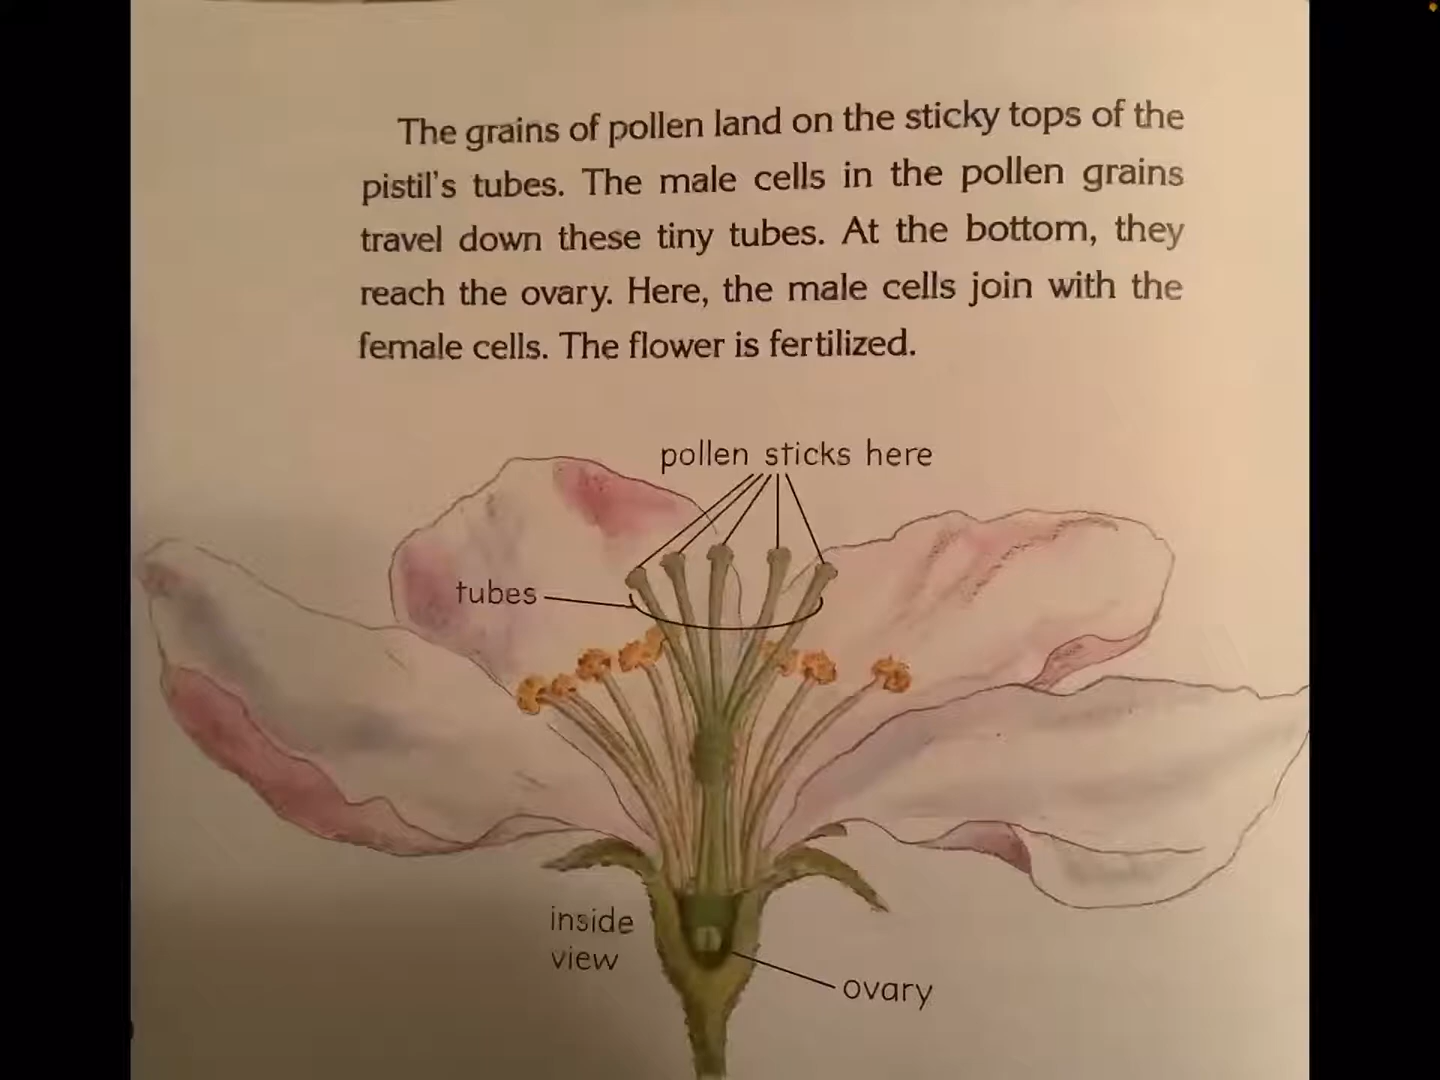 The grains of pollen land on the sticky tops of the
pistil's tubes. The male cells in the pollen grains
travel down these tiny tubes. At the bottom, they
reach the ovary. Here, the male cells join with the
female cells. The flower is fertilized.
pollen sticks here
tubes
inside
view
ovary